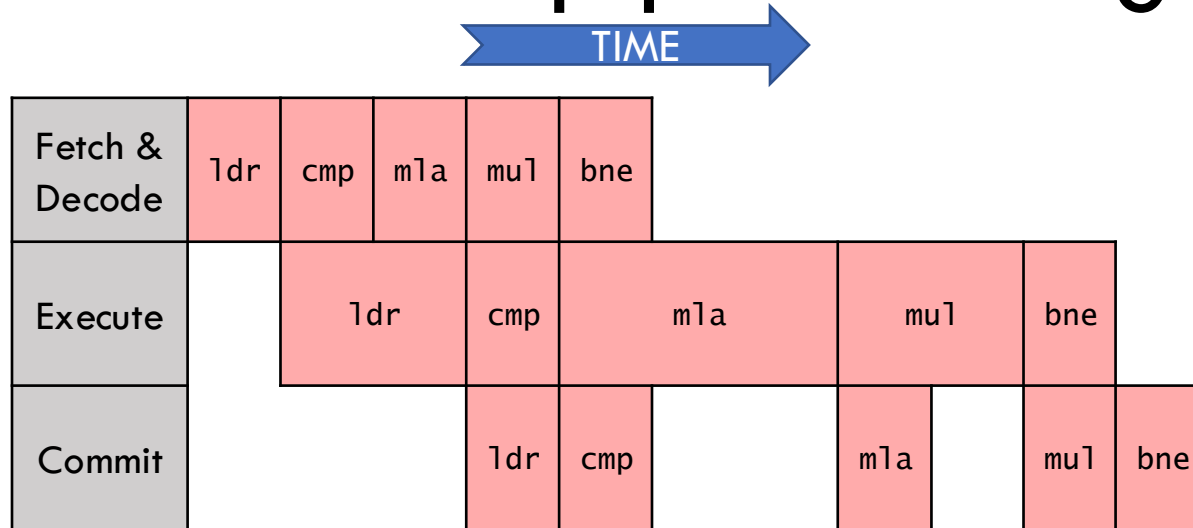 TIME
Fetch &
Decode
ldr cmp mla mul bne
Execute
ldr cmp mla mul bne
Commit
ldr cmp mla mul bne